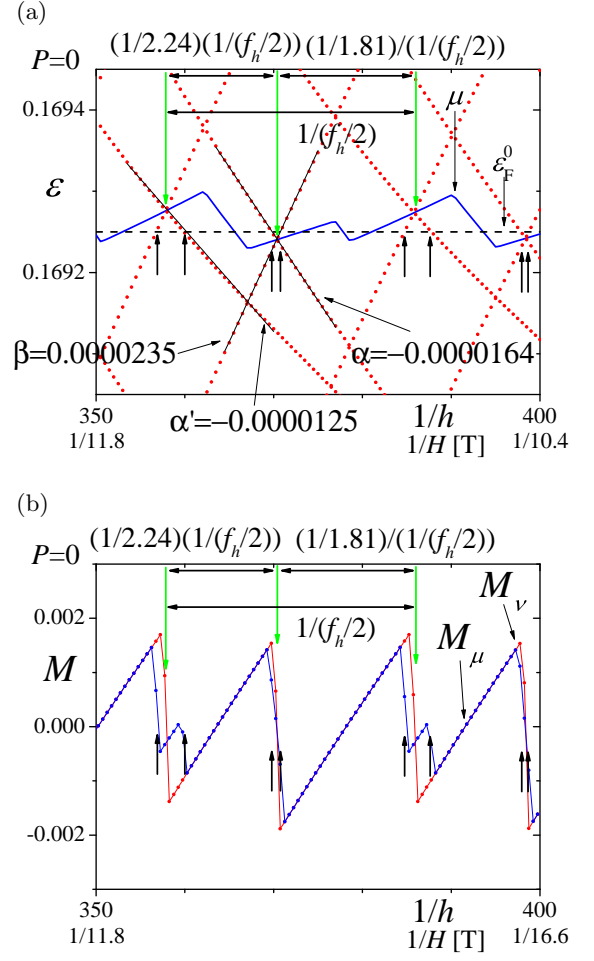 (a)
(1/2.24)(1/(f_h/2)) (1/1.81)/(1/(f_h/2))
P=0
0.1694
μ
1/(f_h/2)
ε_F^0
ε
0.1692
β=0.0000235
α=−0.0000164
α'=−0.0000125
350
1/h
400
1/11.8
1/H [T]
1/10.4
(b)
(1/2.24)(1/(f_h/2)) (1/1.81)/(1/(f_h/2))
P=0
0.002
M_ν
1/(f_h/2)
M_μ
M
0.000
-0.002
350
1/h
400
1/11.8
1/H [T]
1/16.6